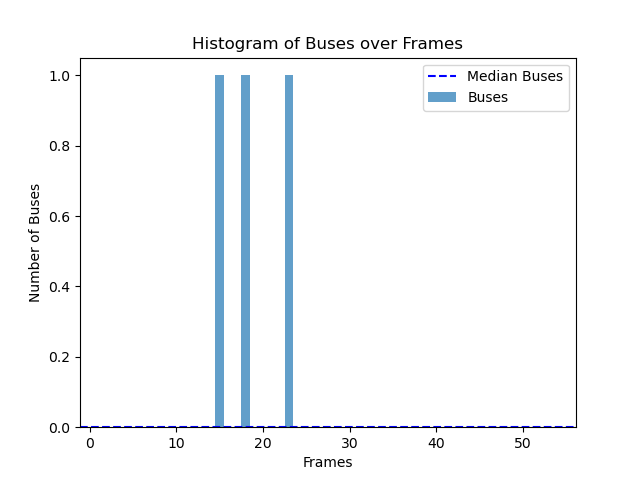 Histogram of Buses over Frames
Median Buses
Buses
Number of Buses
1.0
0.8
0.6
0.4
0.2
0.0
0 10 20 30 40 50
Frames